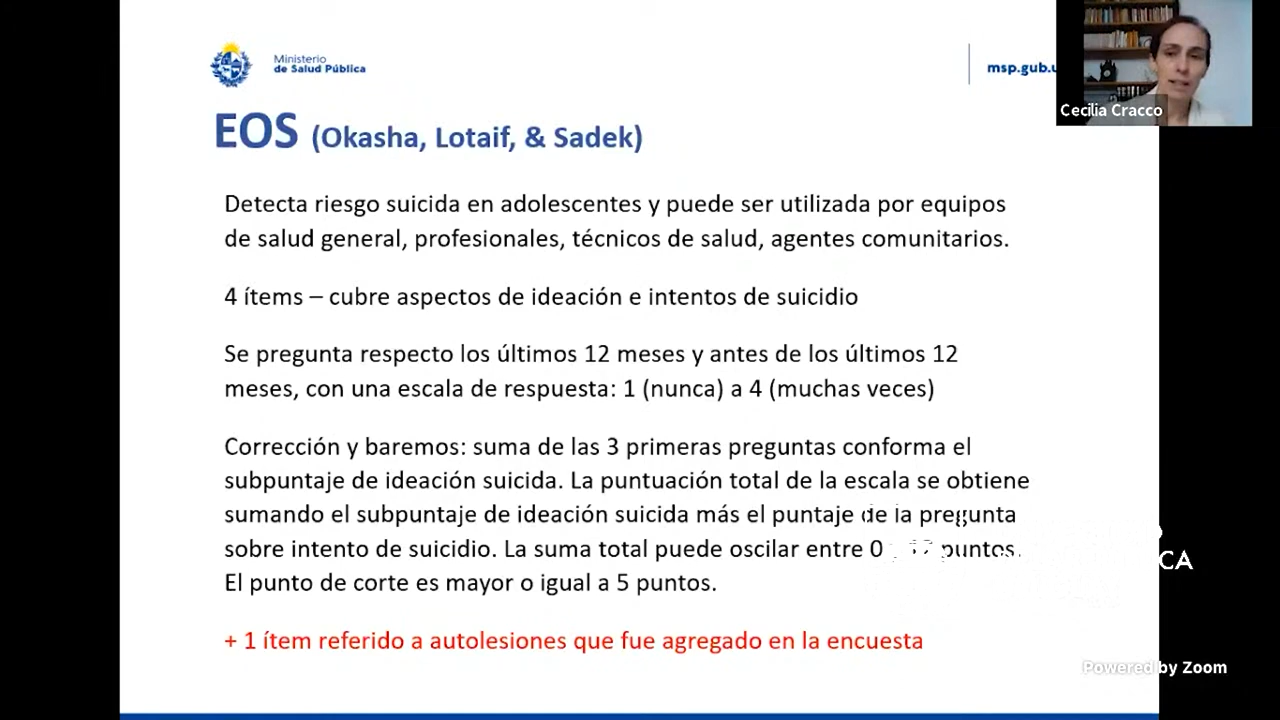 Ministerio
de Salud Pública
msp.gub.u
Cecilia Cracco
EOS (Okasha, Lotaif, & Sadek)
Detecta riesgo suicida en adolescentes y puede ser utilizada por equipos
de salud general, profesionales, técnicos de salud, agentes comunitarios.
4 ítems – cubre aspectos de ideación e intentos de suicidio
Se pregunta respecto los últimos 12 meses y antes de los últimos 12
meses, con una escala de respuesta: 1 (nunca) a 4 (muchas veces)
Corrección y baremos: suma de las 3 primeras preguntas conforma el
subpuntaje de ideación suicida. La puntuación total de la escala se obtiene
sumando el subpuntaje de ideación suicida más el puntaje de la pregunta
sobre intento de suicidio. La suma total puede oscilar entre 0 puntos.
CA
El punto de corte es mayor o igual a 5 puntos.
+ 1 ítem referido a autolesiones que fue agregado en la encuesta
Powered by Zoom